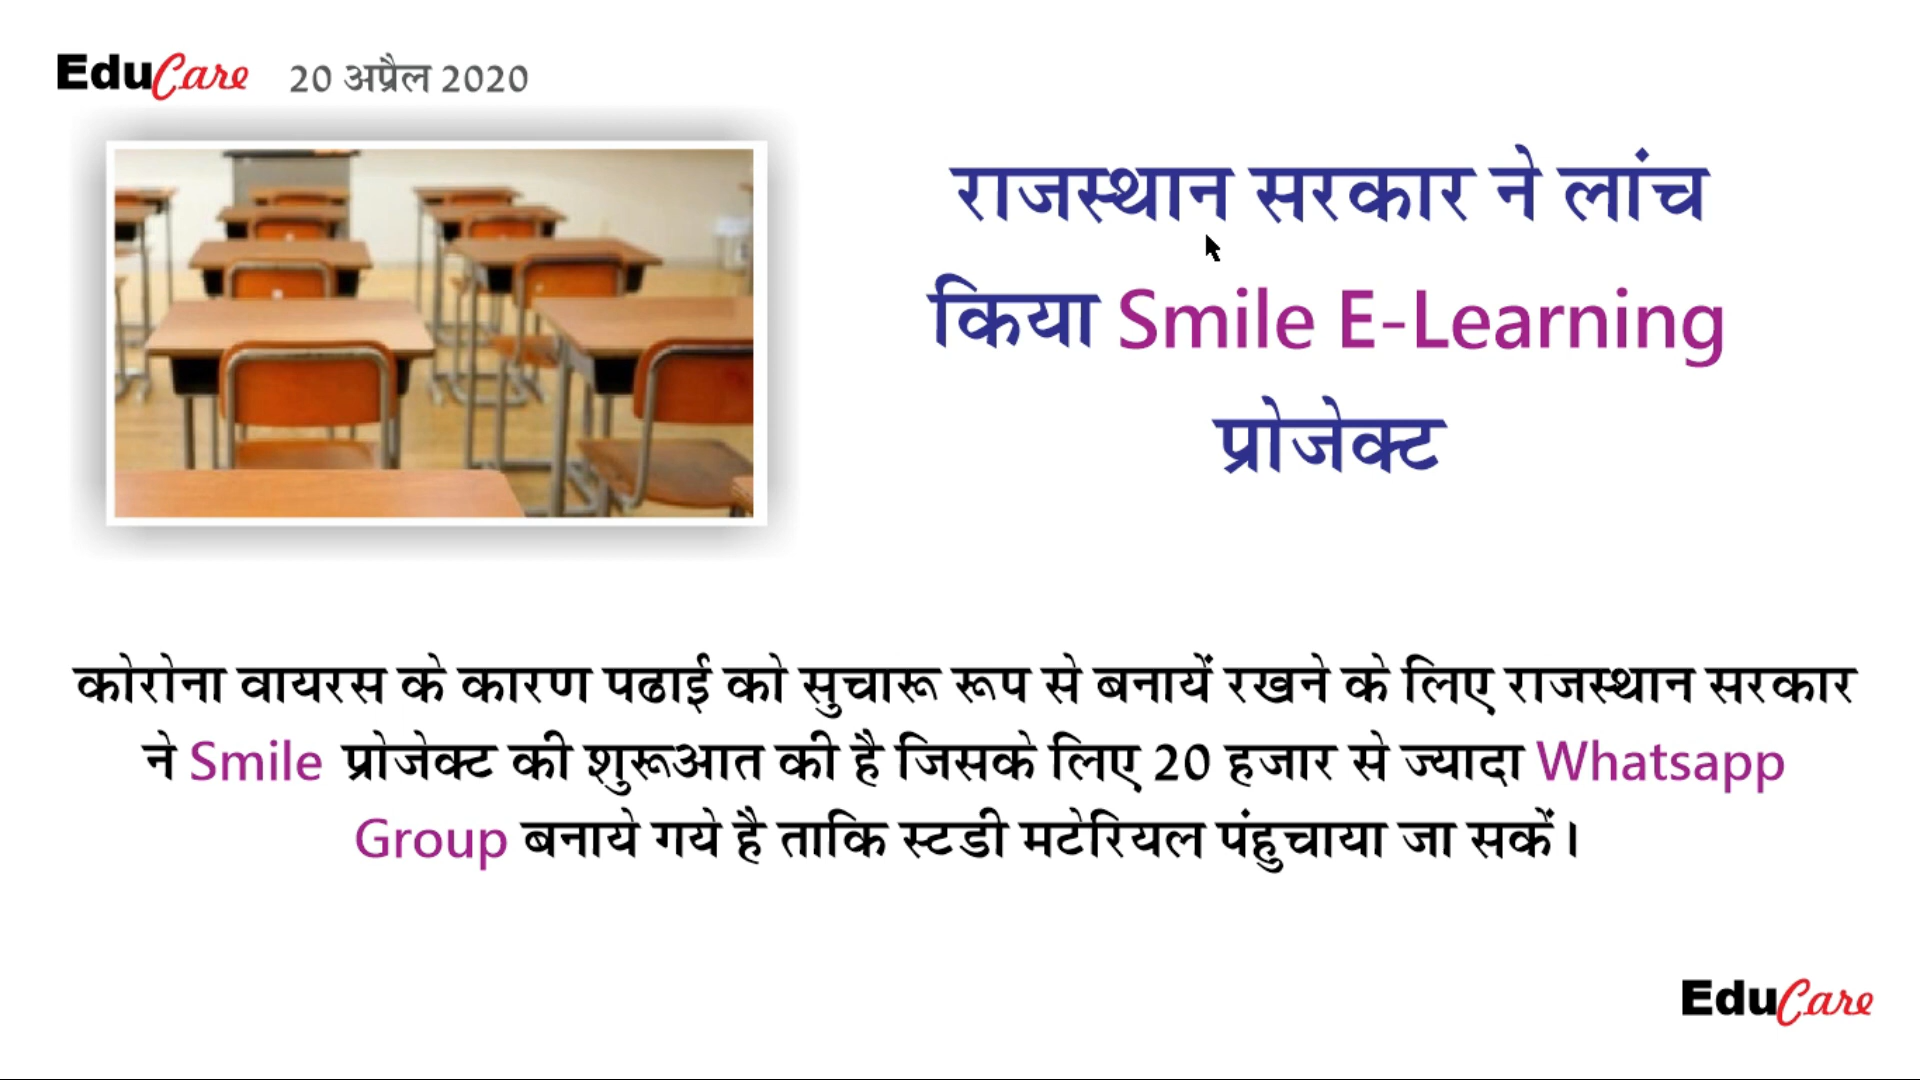 EduCare 20 अप्रैल 2020
राजस्थान सरकार ने लांच
किया Smile E-Learning
प्रोजेक्ट
कोरोना वायरस के कारण पढाई को सुचारू रूप से बनायें रखने के लिए राजस्थान सरकार
ने Smile प्रोजेक्ट की शुरूआत की है जिसके लिए 20 हजार से ज्यादा Whatsapp
Group बनाये गये है ताकि स्टडी मटेरियल पंहुचाया जा सकें।
EduCare